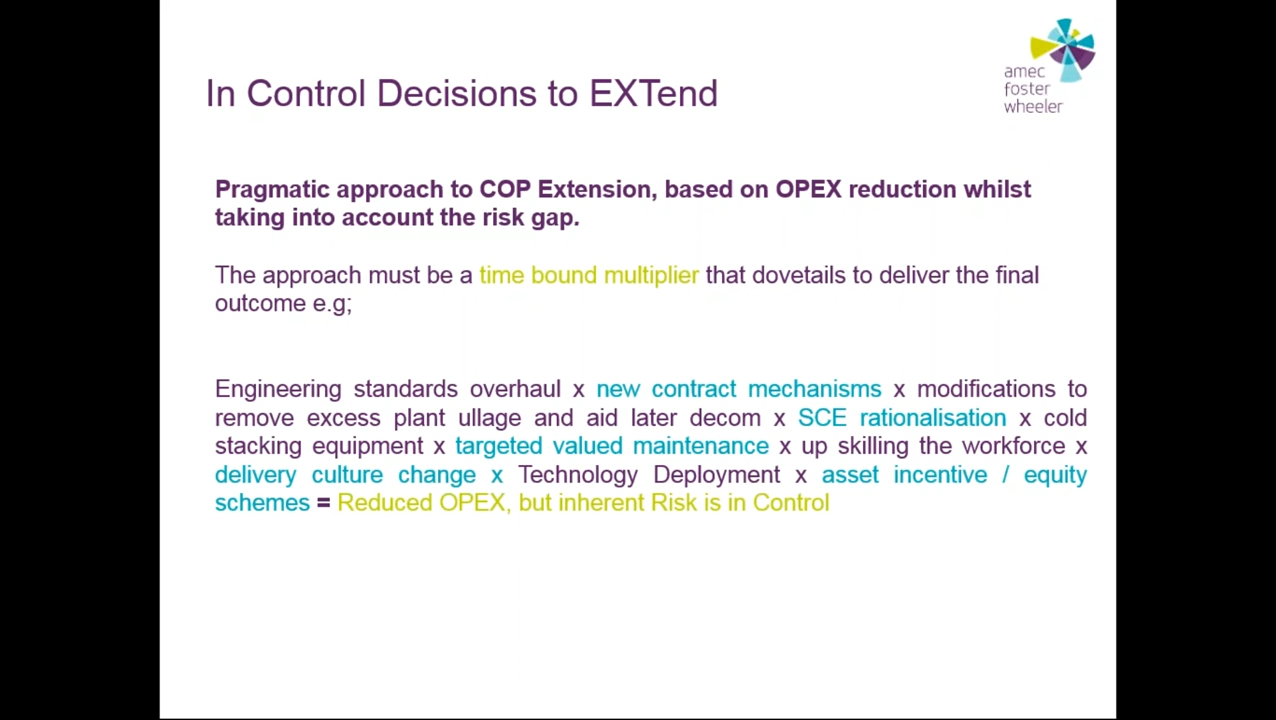 amec
foster
wheeler
In Control Decisions to EXTend
Pragmatic approach to COP Extension, based on OPEX reduction whilst
taking into account the risk gap.
The approach must be a time bound multiplier that dovetails to deliver the final
outcome e.g;
Engineering standards overhaul x new contract mechanisms x modifications to
remove excess plant ullage and aid later decom x SCE rationalisation x cold
stacking equipment x targeted valued maintenance x up skilling the workforce x
delivery culture change x Technology Deployment x asset incentive / equity
schemes = Reduced OPEX, but inherent Risk is in Control